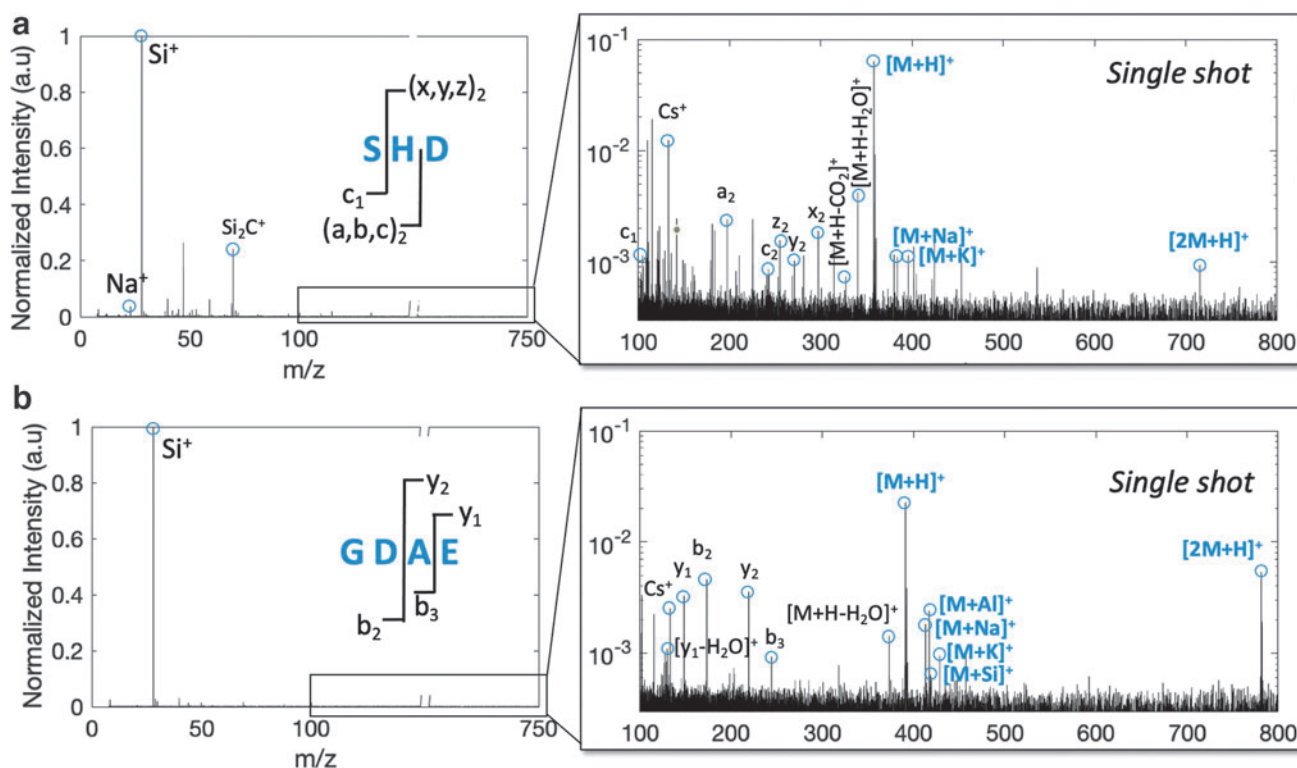 a
Normalized Intensity (a.u)
1
0.8
0.6
0.4
0.2
0
0
50
100
750
m/z
Si⁺
Na⁺
Si₂C⁺
(x,y,z)₂
S H D
c₁
(a,b,c)₂
10⁻¹
10⁻²
10⁻³
Single shot
[M+H]⁺
Cs⁺
c₁
a₂
c₂
z₂
y₂
x₂
[M+H-CO₂]⁺
[M+H-H₂O]⁺
[M+Na]⁺
[M+K]⁺
[2M+H]⁺
100
200
300
400
500
600
700
800
b
Normalized Intensity (a.u)
1
0.8
0.6
0.4
0.2
0
0
50
100
750
m/z
Si⁺
y₂
y₁
G D A E
b₃
b₂
10⁻¹
10⁻²
10⁻³
Single shot
[M+H]⁺
[2M+H]⁺
Cs⁺
y₁
b₂
y₂
[y₁-H₂O]⁺
b₃
[M+H-H₂O]⁺
[M+Al]⁺
[M+Na]⁺
[M+K]⁺
[M+Si]⁺
100
200
300
400
500
600
700
800